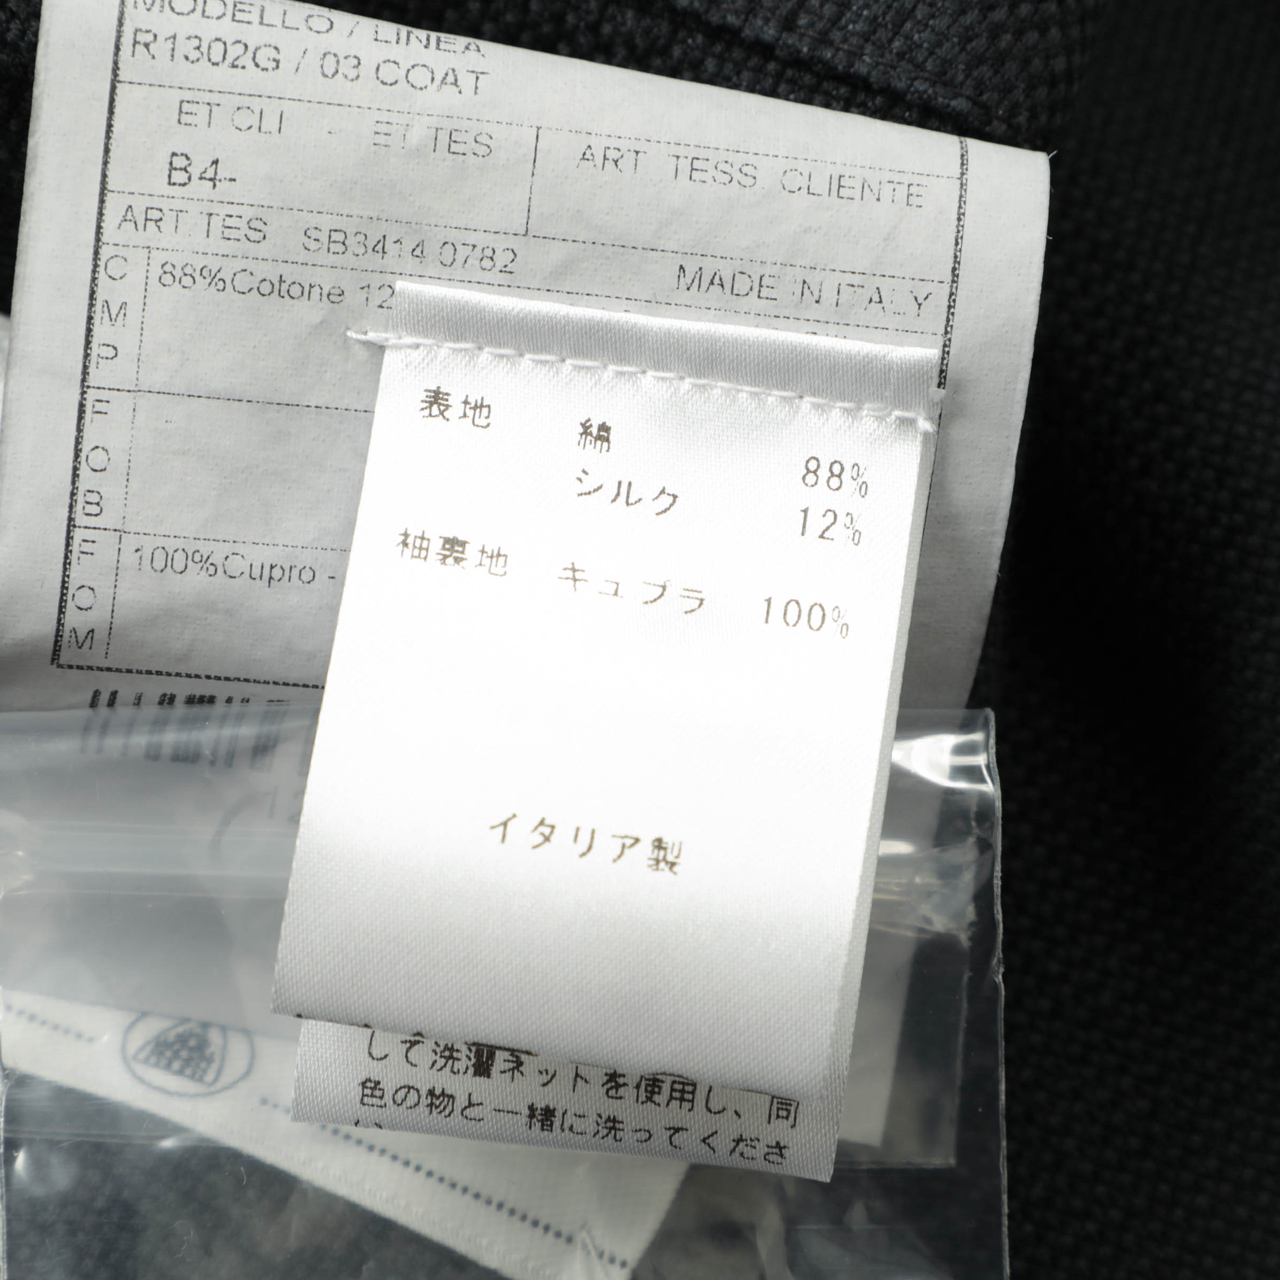 MODELLO / LINEA
R1302G / 03 COAT
ET CLI - ET TES
ART TESS CLIENTE
B4-
ART TES SB3414 0782
MADE IN ITALY
CMP
88%Cotone 12
FOB
FOM
100%Cupro -
表地 綿 88%
シルク 12%
袖裏地 キュプラ 100%
イタリア製
して洗濯ネットを使用し、同
色の物と一緒に洗ってくださ